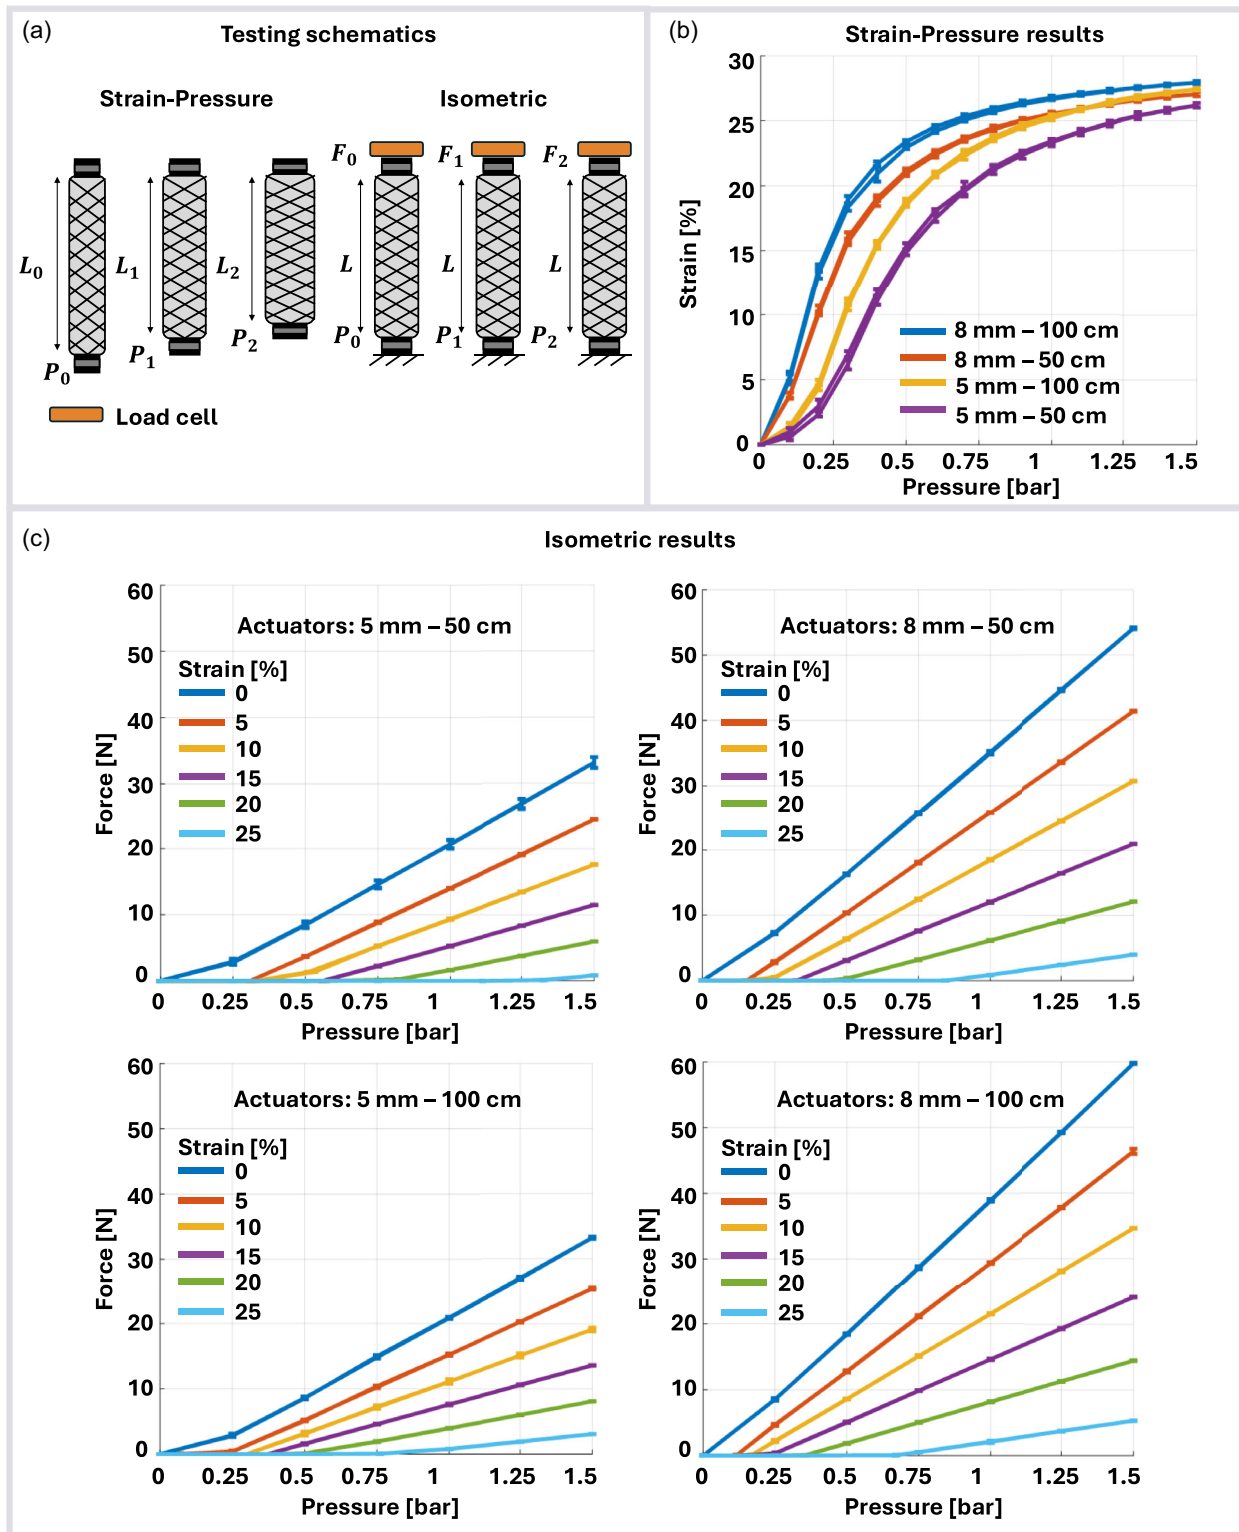 (a)
Testing schematics
Strain-Pressure
Isometric
F0 F1 F2
L0 L1 L2 L L L
P0 P1 P2 P0 P1 P2
Load cell
(b)
Strain-Pressure results
30
25
20
15
10
5
0
Strain [%]
8 mm – 100 cm
8 mm – 50 cm
5 mm – 100 cm
5 mm – 50 cm
0 0.25 0.5 0.75 1 1.25 1.5
Pressure [bar]
(c)
Isometric results
60
50
40
30
20
10
0
Force [N]
Actuators: 5 mm – 50 cm
Strain [%]
0
5
10
15
20
25
0 0.25 0.5 0.75 1 1.25 1.5
Pressure [bar]
60
50
40
30
20
10
0
Force [N]
Actuators: 8 mm – 50 cm
Strain [%]
0
5
10
15
20
25
0 0.25 0.5 0.75 1 1.25 1.5
Pressure [bar]
60
50
40
30
20
10
0
Force [N]
Actuators: 5 mm – 100 cm
Strain [%]
0
5
10
15
20
25
0 0.25 0.5 0.75 1 1.25 1.5
Pressure [bar]
60
50
40
30
20
10
0
Force [N]
Actuators: 8 mm – 100 cm
Strain [%]
0
5
10
15
20
25
0 0.25 0.5 0.75 1 1.25 1.5
Pressure [bar]